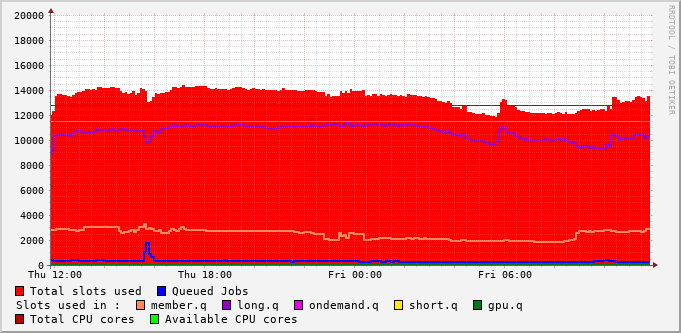 20000
18000
16000
14000
12000
10000
8000
6000
4000
2000
0
Thu 12:00 Thu 18:00 Fri 00:00 Fri 06:00
Total slots used Queued Jobs
Slots used in : member.q long.q ondemand.q short.q gpu.q
Total CPU cores Available CPU cores
RRDTOOL / TOBI OETIKER